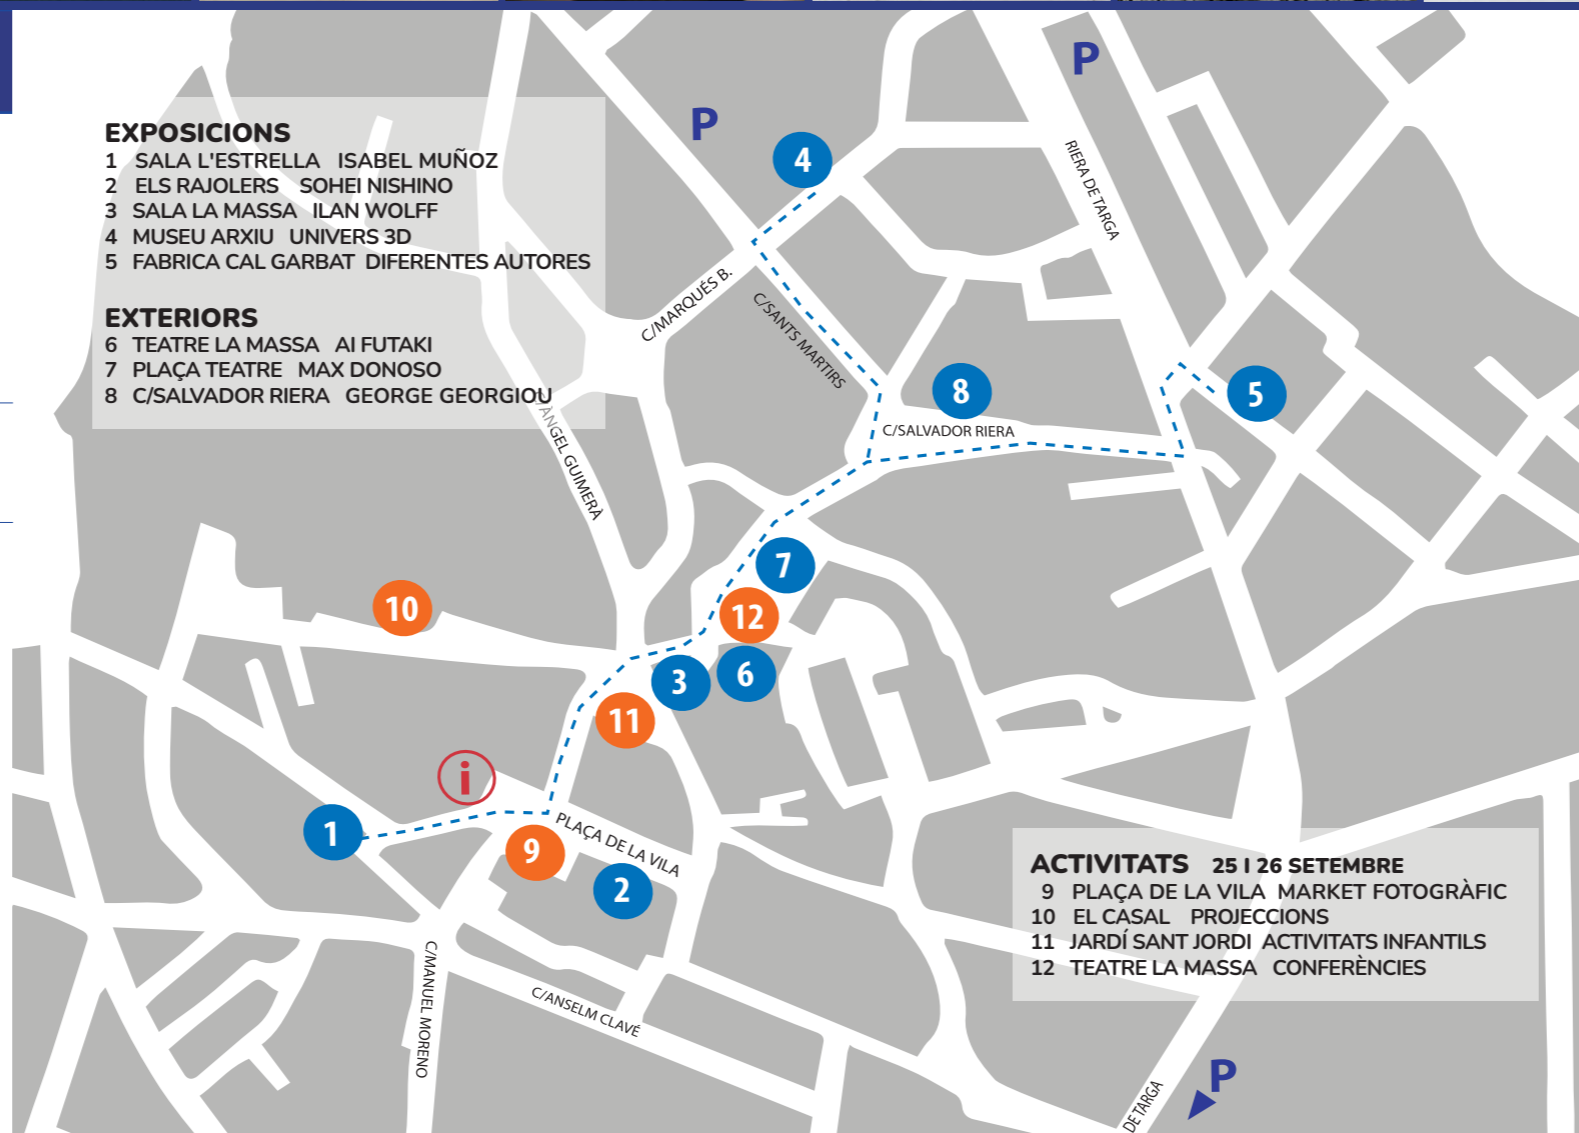 EXPOSICIONS
1 SALA L'ESTRELLA ISABEL MUÑOZ
2 ELS RAJOLERS SOHEI NISHINO
3 SALA LA MASSA ILAN WOLFF
4 MUSEU ARXIU UNIVERS 3D
5 FABRICA CAL GARBAT DIFERENTES AUTORES
EXTERIORS
6 TEATRE LA MASSA AI FUTAKI
7 PLAÇA TEATRE MAX DONOSO
8 C/SALVADOR RIERA GEORGE GEORGIOU
P
P
4
RIERA DE TARGA
C/MARQUÉS B.
C/SANTS MARTIRS
8
5
C/SALVADOR RIERA
C/ÀNGEL GUIMERÀ
7
10
12
3
6
11
i
1
9
PLAÇA DE LA VILA
2
C/MANUEL MORENO
C/ANSELM CLAVÉ
ACTIVITATS 25 I 26 SETEMBRE
9 PLAÇA DE LA VILA MARKET FOTOGRÀFIC
10 EL CASAL PROJECCIONS
11 JARDÍ SANT JORDI ACTIVITATS INFANTILS
12 TEATRE LA MASSA CONFERÈNCIES
P
DE TARGA